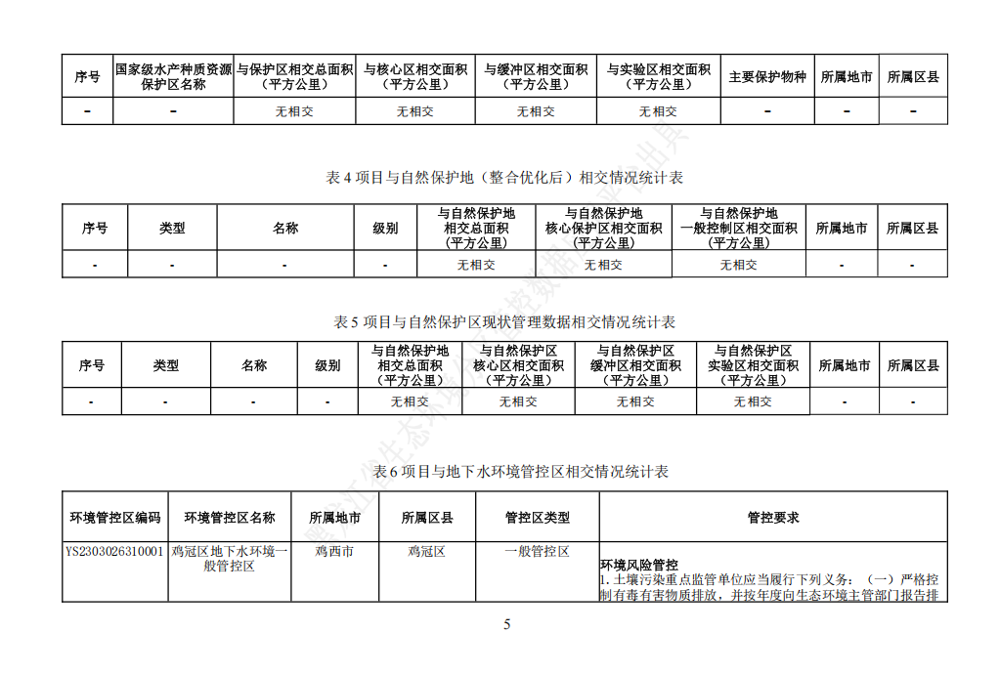 序号 国家级水产种质资源保护区名称 与保护区相交总面积（平方公里） 与核心区相交面积（平方公里） 与缓冲区相交面积（平方公里） 与实验区相交面积（平方公里） 主要保护物种 所属地市 所属区县
- - 无相交 无相交 无相交 无相交 - - -
表 4 项目与自然保护地（整合优化后）相交情况统计表
序号 类型 名称 级别 与自然保护地相交总面积(平方公里) 与自然保护地核心保护区相交面积(平方公里) 与自然保护地一般控制区相交面积(平方公里) 所属地市 所属区县
- - - - 无相交 无相交 无相交 - -
表 5 项目与自然保护区现状管理数据相交情况统计表
序号 类型 名称 级别 与自然保护地相交总面积（平方公里） 与自然保护区核心区相交面积（平方公里） 与自然保护区缓冲区相交面积（平方公里） 与自然保护区实验区相交面积（平方公里） 所属地市 所属区县
- - - - 无相交 无相交 无相交 无相交 - -
表 6 项目与地下水环境管控区相交情况统计表
环境管控区编码 环境管控区名称 所属地市 所属区县 管控区类型 管控要求
YS2303026310001 鸡冠区地下水环境一般管控区 鸡西市 鸡冠区 一般管控区
环境风险管控
1.土壤污染重点监管单位应当履行下列义务：（一）严格控
制有毒有害物质排放，并按年度向生态环境主管部门报告排
5